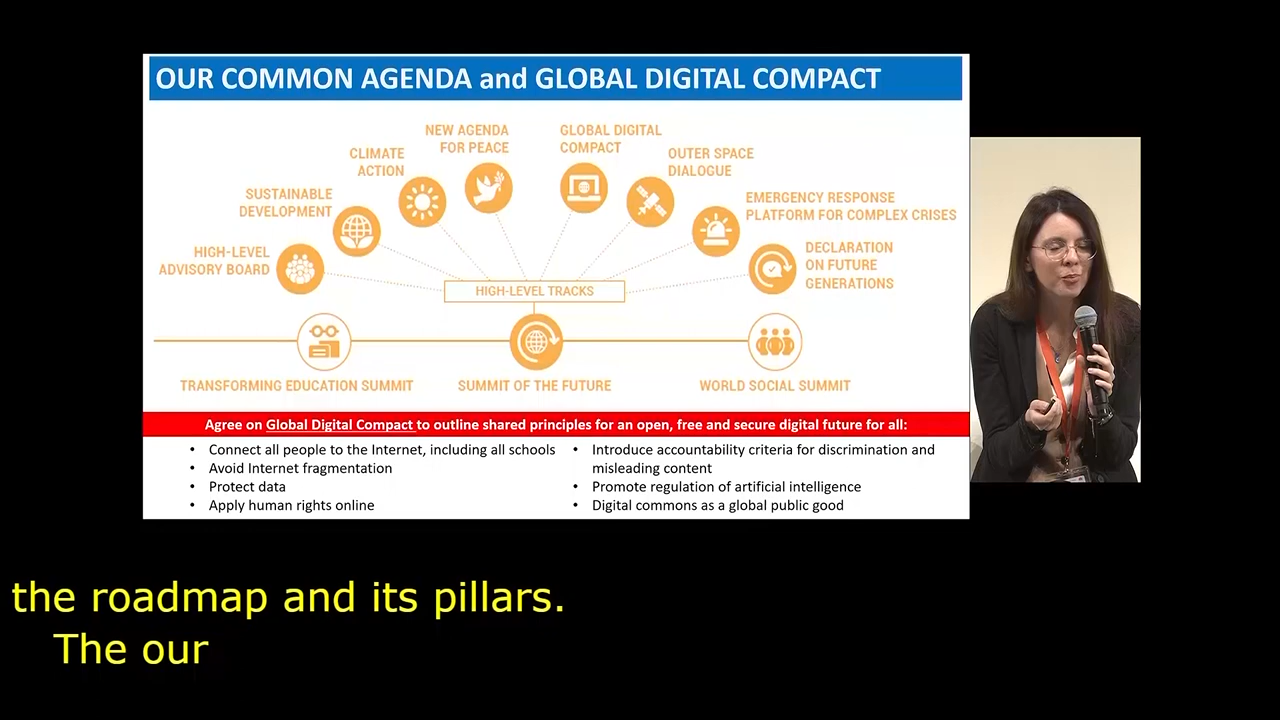 OUR COMMON AGENDA and GLOBAL DIGITAL COMPACT
NEW AGENDA
FOR PEACE
GLOBAL DIGITAL
COMPACT
CLIMATE
ACTION
OUTER SPACE
DIALOGUE
SUSTAINABLE
DEVELOPMENT
EMERGENCY RESPONSE
PLATFORM FOR COMPLEX CRISES
HIGH-LEVEL
ADVISORY BOARD
DECLARATION
ON FUTURE
GENERATIONS
HIGH-LEVEL TRACKS
TRANSFORMING EDUCATION SUMMIT
SUMMIT OF THE FUTURE
WORLD SOCIAL SUMMIT
Agree on Global Digital Compact to outline shared principles for an open, free and secure digital future for all:
• Connect all people to the Internet, including all schools
• Avoid Internet fragmentation
• Protect data
• Apply human rights online
• Introduce accountability criteria for discrimination and
misleading content
• Promote regulation of artificial intelligence
• Digital commons as a global public good
the roadmap and its pillars.
The our